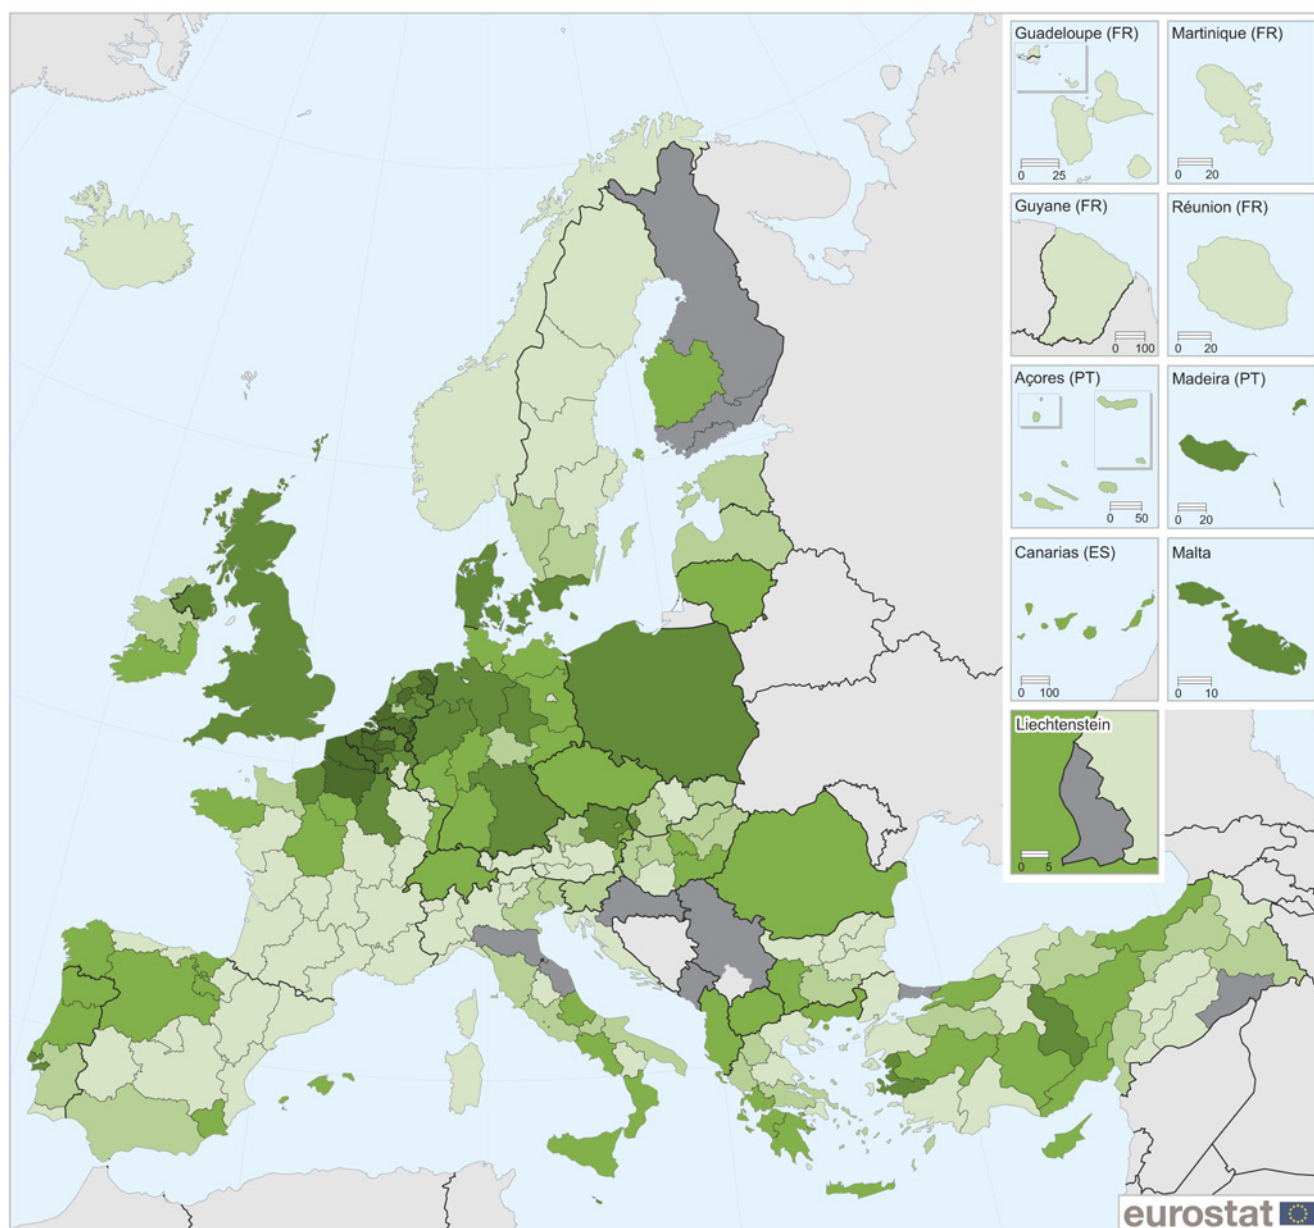 Guadeloupe (FR)
0 25
Martinique (FR)
0 20
Guyane (FR)
0 100
Réunion (FR)
0 20
Açores (PT)
0 50
Madeira (PT)
0 20
Canarias (ES)
0 100
Malta
0 10
Liechtenstein
0 5
eurostat